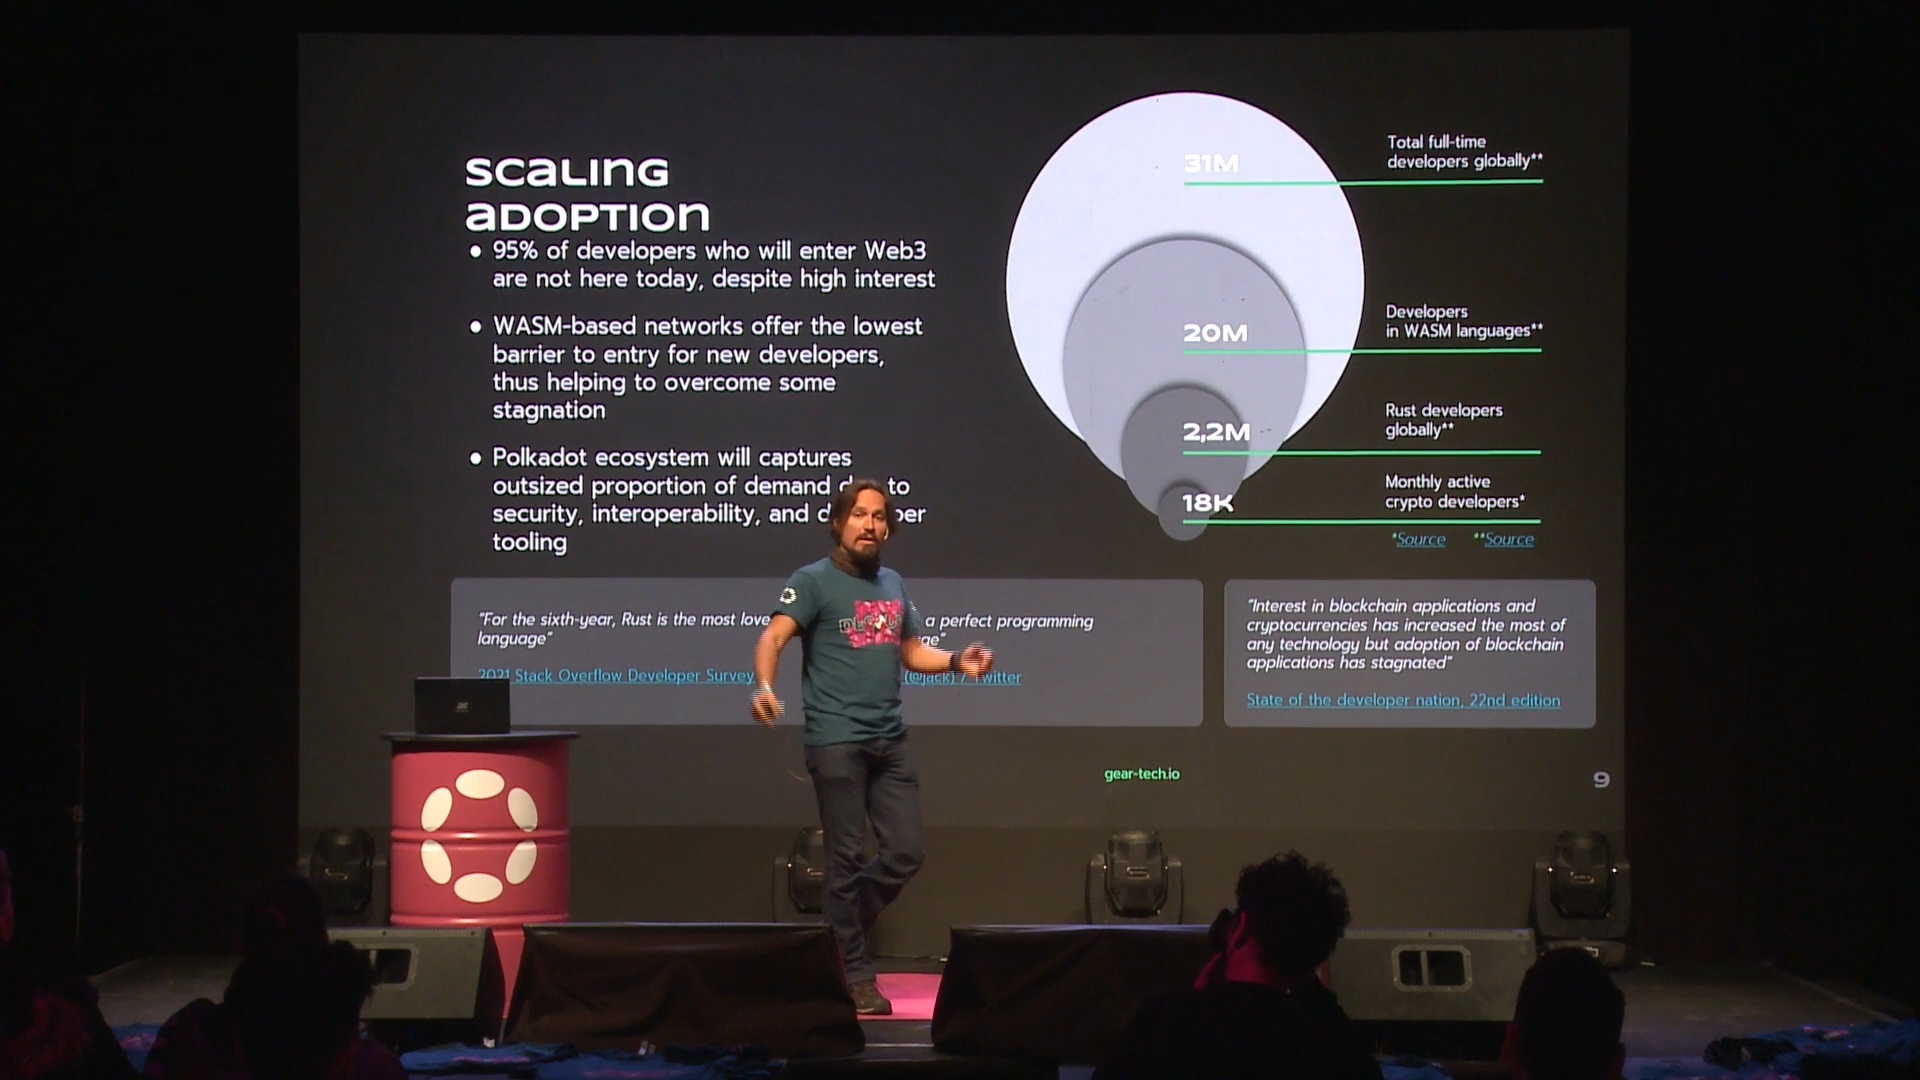 SCALING
ADOPTION
● 95% of developers who will enter Web3
are not here today, despite high interest
● WASM-based networks offer the lowest
barrier to entry for new developers,
thus helping to overcome some
stagnation
● Polkadot ecosystem will captures
outsized proportion of demand to
security, interoperability, and
tooling
31M
Total full-time
developers globally**
20M
Developers
in WASM languages**
2,2M
Rust developers
globally**
18K
Monthly active
crypto developers*
*Source **Source
"For the sixth-year, Rust is the most
language"
2021 Stack Overflow Developer Survey
a perfect programming
(@jack) / Twitter
"Interest in blockchain applications and
cryptocurrencies has increased the most of
any technology but adoption of blockchain
applications has stagnated"
State of the developer nation, 22nd edition
gear-tech.io
9